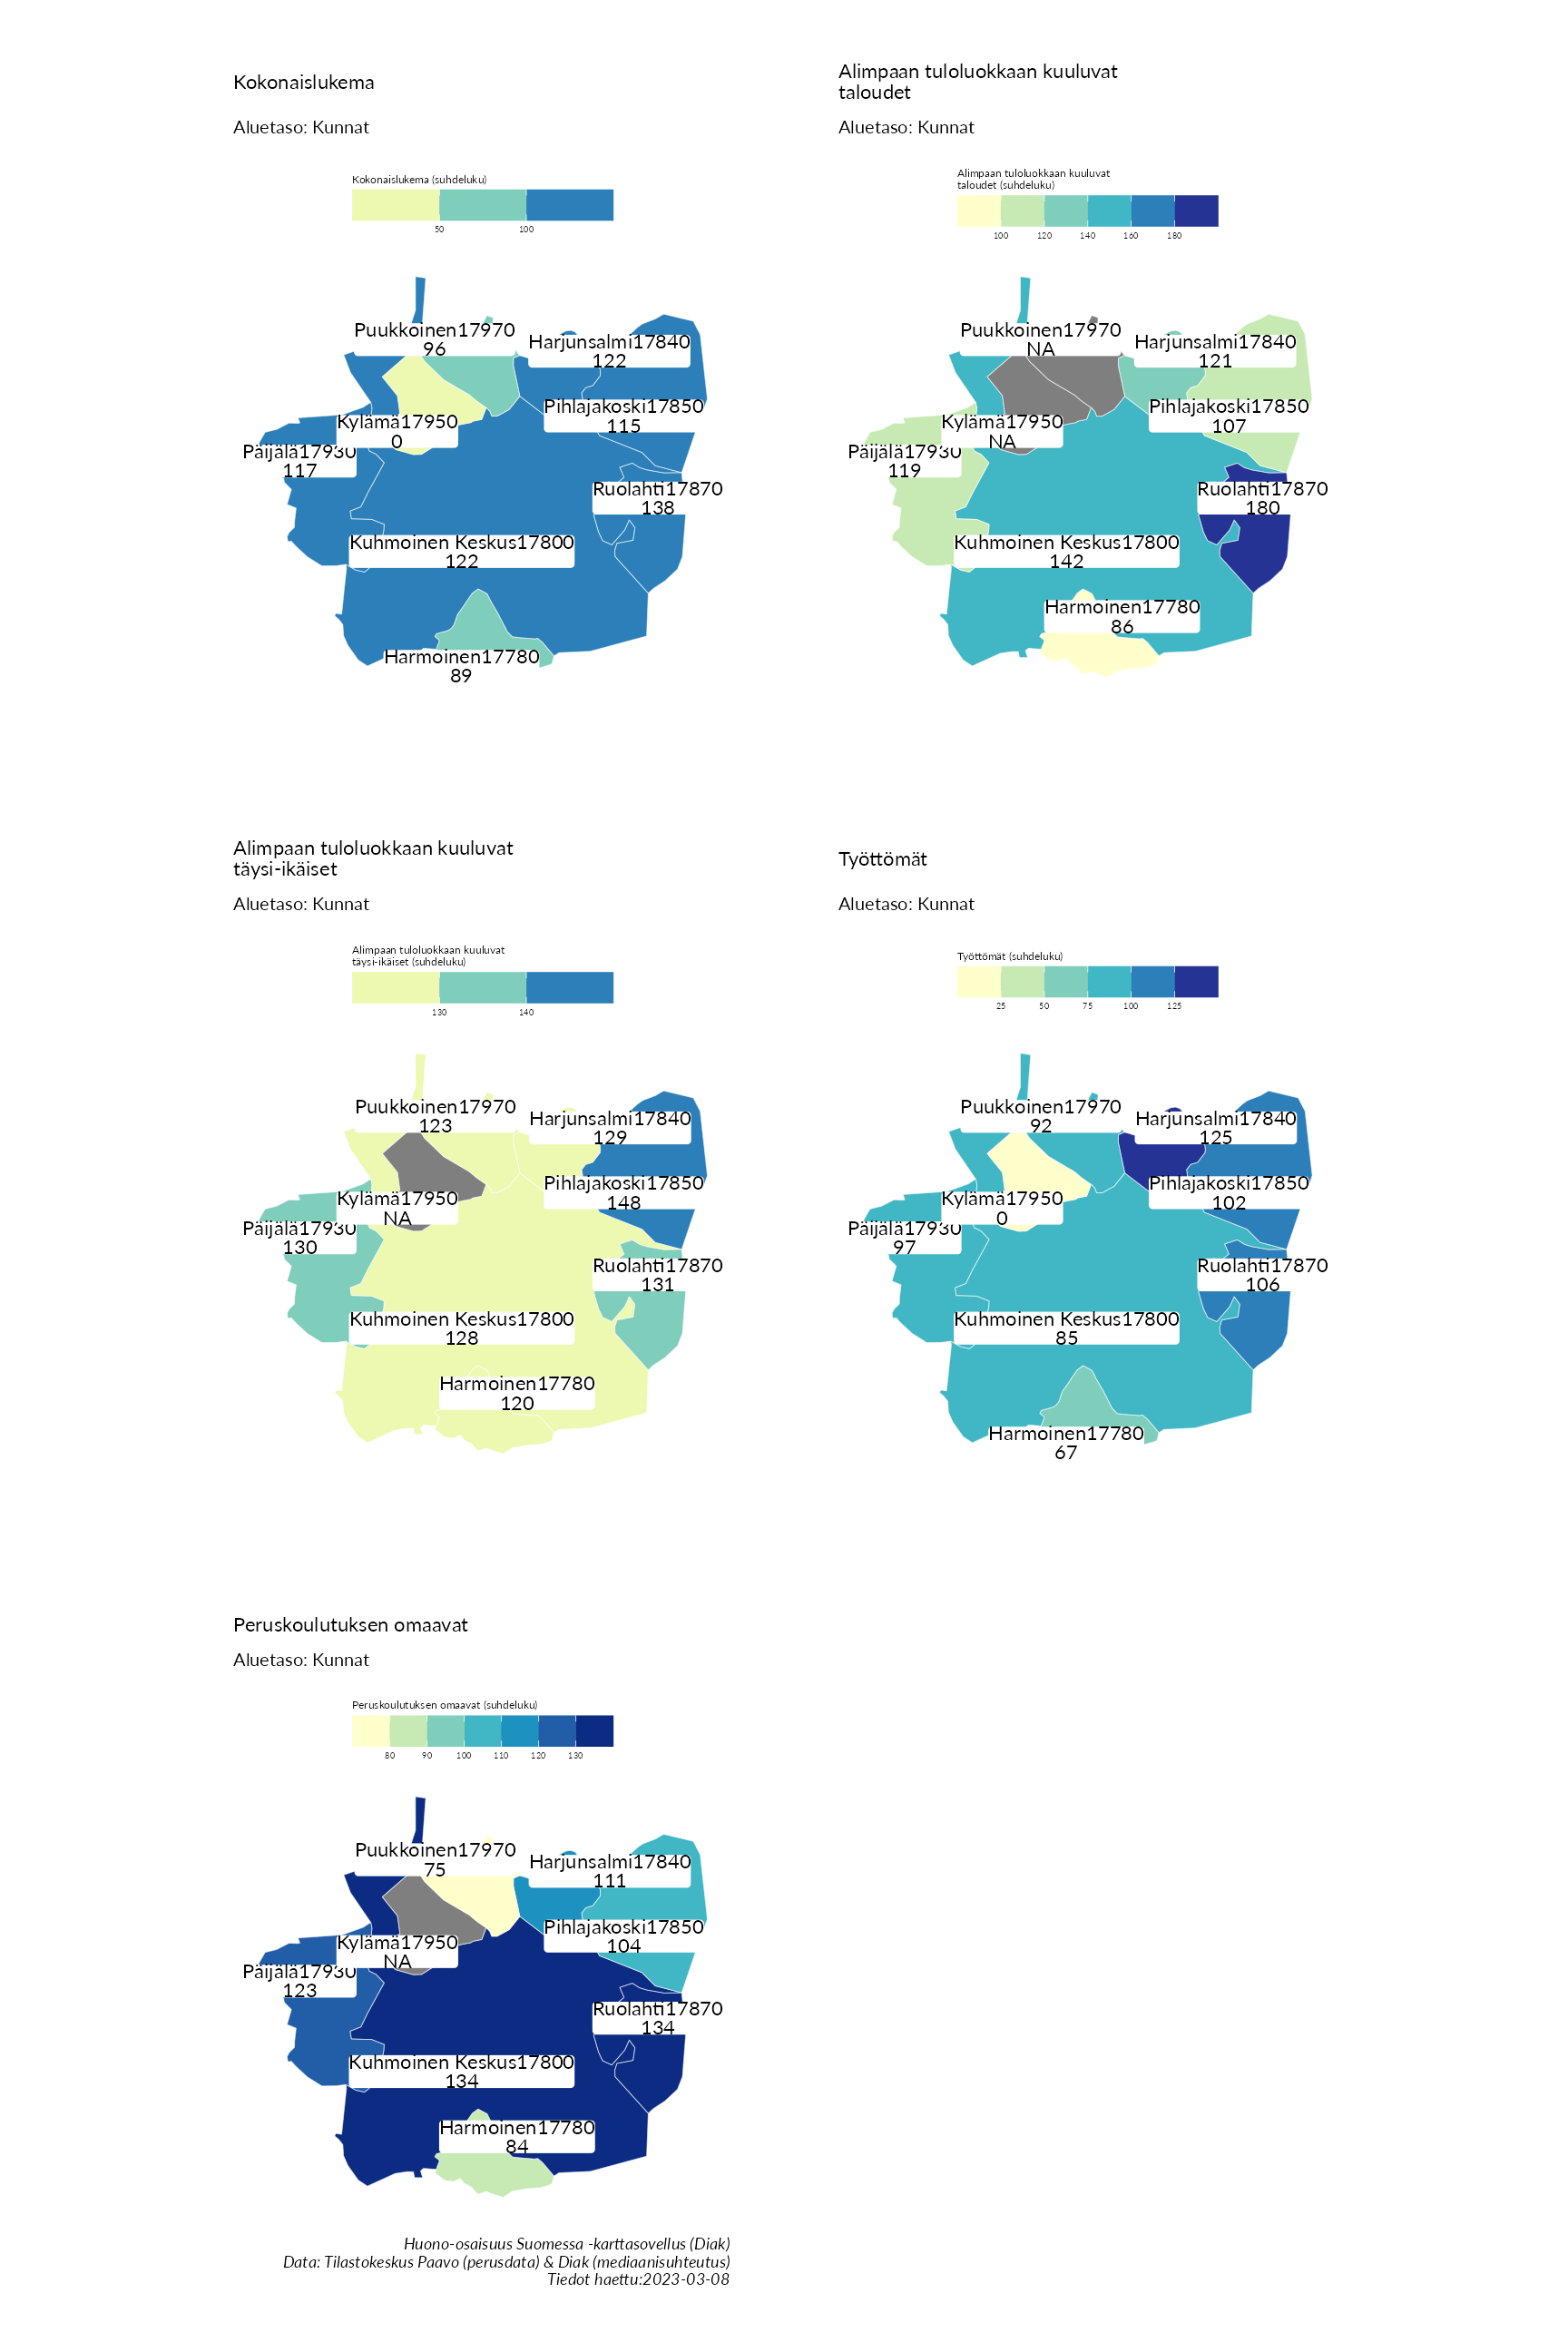 Kokonaislukema
Aluetaso: Kunnat
Kokonaislukema (suhdeluku)
50 100
Puukkoinen17970
96
Harjunsalmi17840
122
Pihlajakoski17850
115
Kylämä17950
0
Päijälä17930
117
Ruolahti17870
138
Kuhmoinen Keskus17800
122
Harmoinen17780
89
Alimpaan tuloluokkaan kuuluvat
taloudet
Aluetaso: Kunnat
Alimpaan tuloluokkaan kuuluvat
taloudet (suhdeluku)
100 120 140 160 180
Puukkoinen17970
NA
Harjunsalmi17840
121
Pihlajakoski17850
107
Kylämä17950
NA
Päijälä17930
119
Ruolahti17870
180
Kuhmoinen Keskus17800
142
Harmoinen17780
86
Alimpaan tuloluokkaan kuuluvat
täysi-ikäiset
Aluetaso: Kunnat
Alimpaan tuloluokkaan kuuluvat
täysi-ikäiset (suhdeluku)
130 140
Puukkoinen17970
123
Harjunsalmi17840
129
Pihlajakoski17850
148
Kylämä17950
NA
Päijälä17930
130
Ruolahti17870
131
Kuhmoinen Keskus17800
128
Harmoinen17780
120
Työttömät
Aluetaso: Kunnat
Työttömät (suhdeluku)
25 50 75 100 125
Puukkoinen17970
92
Harjunsalmi17840
125
Pihlajakoski17850
102
Kylämä17950
0
Päijälä17930
97
Ruolahti17870
106
Kuhmoinen Keskus17800
85
Harmoinen17780
67
Peruskoulutuksen omaavat
Aluetaso: Kunnat
Peruskoulutuksen omaavat (suhdeluku)
80 90 100 110 120 130
Puukkoinen17970
75
Harjunsalmi17840
111
Pihlajakoski17850
104
Kylämä17950
NA
Päijälä17930
123
Ruolahti17870
134
Kuhmoinen Keskus17800
134
Harmoinen17780
84
Huono-osaisuus Suomessa -karttasovellus (Diak)
Data: Tilastokeskus Paavo (perusdata) & Diak (mediaanisuhteutus)
Tiedot haettu:2023-03-08